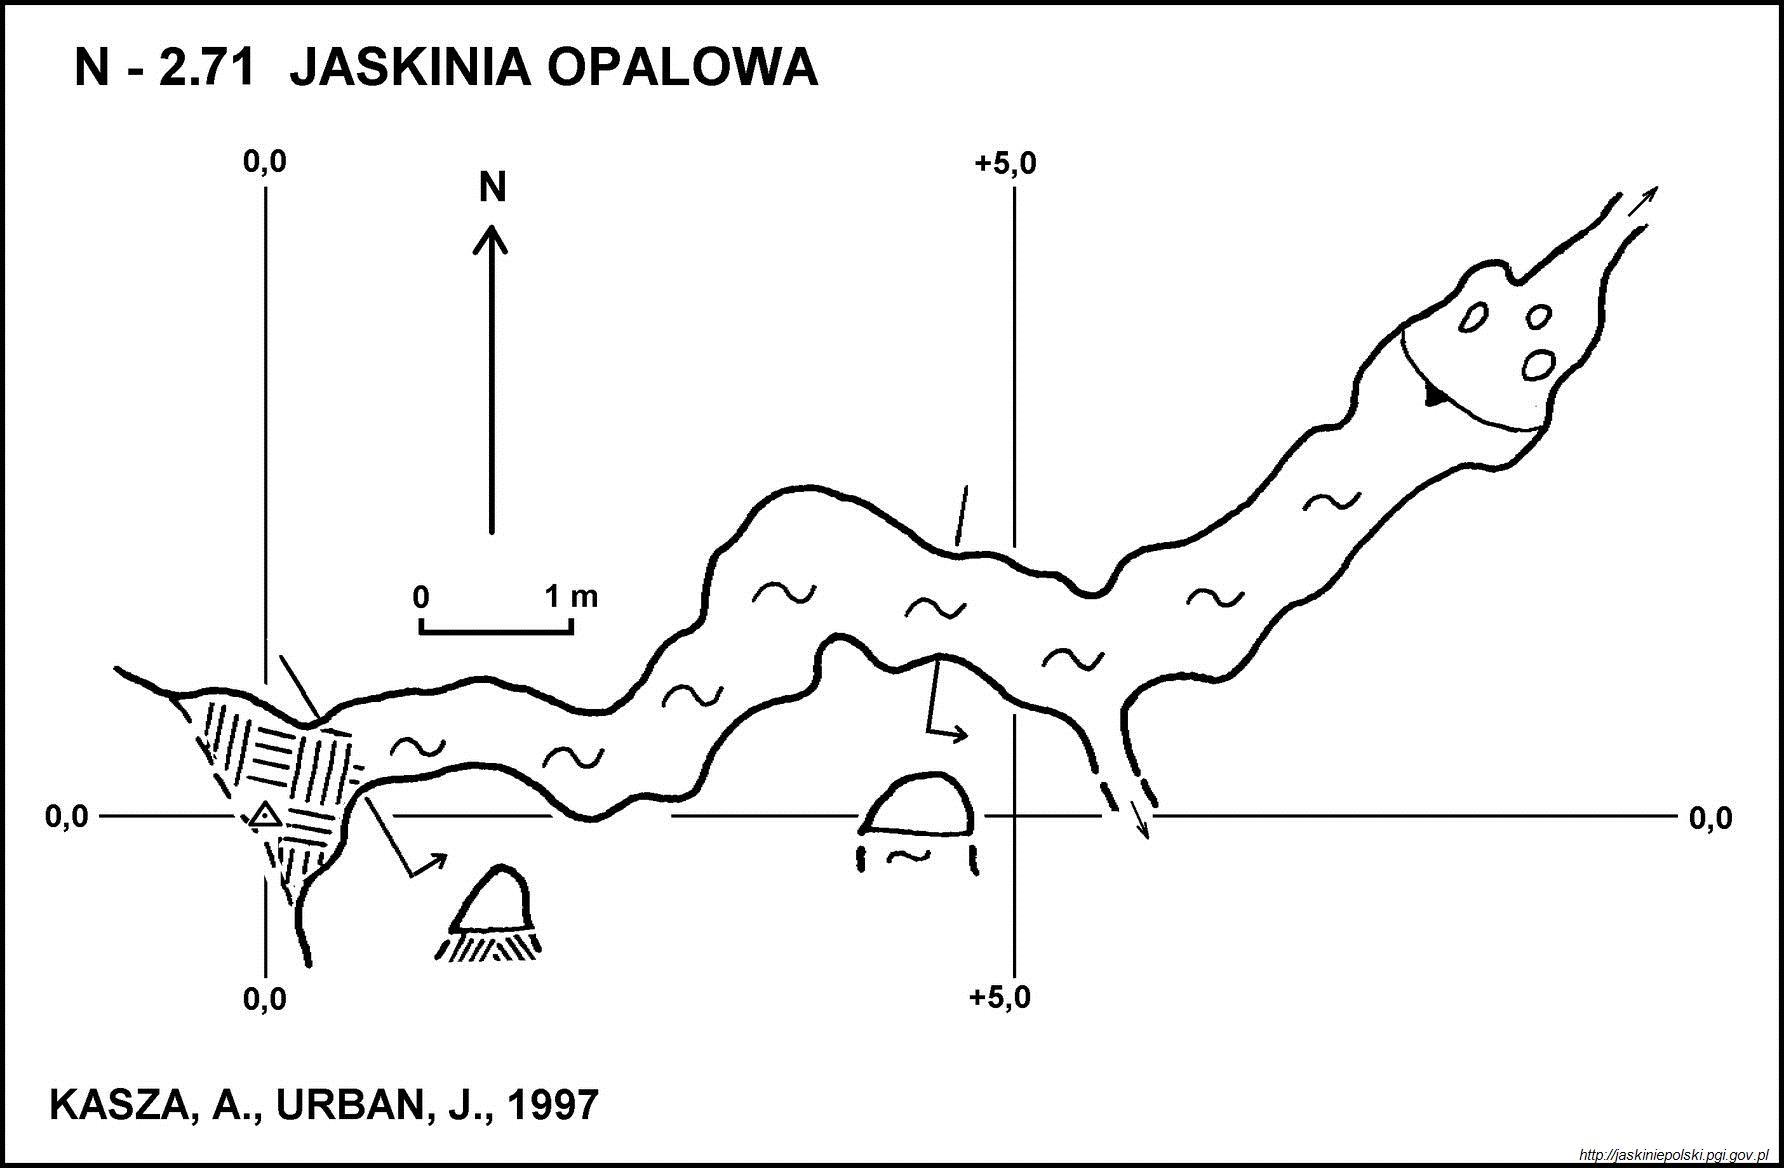 N - 2.71 JASKINIA OPALOWA
0,0
+5,0
N
0
1 m
0,0
0,0
0,0
+5,0
KASZA, A., URBAN, J., 1997
http://jaskiniepolski.pgi.gov.pl